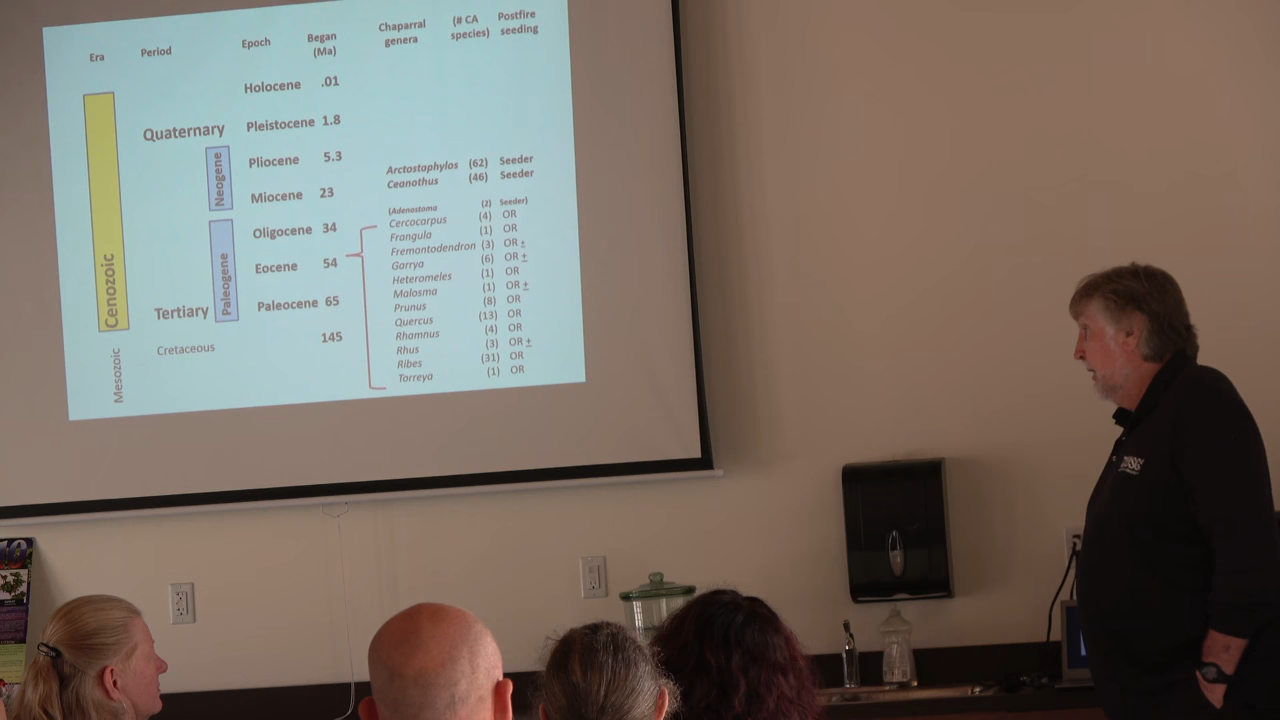 Era Period Epoch Began (Ma) Chaparral genera (# CA species) Postfire seeding
Holocene .01
Quaternary Pleistocene 1.8
Neogene
Pliocene 5.3
Miocene 23
Arctostaphylos (62) Seeder
Ceanothus (46) Seeder
Oligocene 34
Eocene 54
Paleogene
Tertiary Paleocene 65
Cenozoic
145
Cretaceous
Mesozoic
(Adenostoma (2) Seeder)
Cercocarpus (4) OR
Frangula (1) OR
Fremontodendron (3) OR ±
Garrya (6) OR ±
Heteromeles (1) OR
Malosma (1) OR ±
Prunus (8) OR
Quercus (13) OR
Rhamnus (4) OR
Rhus (3) OR ±
Ribes (31) OR
Torreya (1) OR